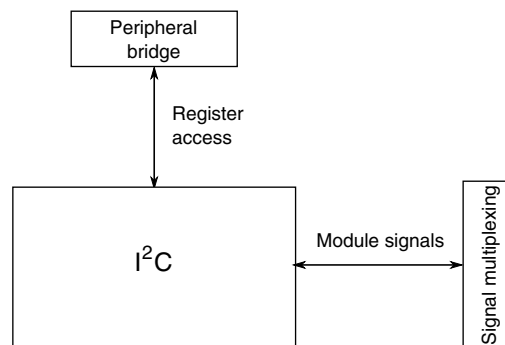 Peripheral
bridge
Register
access
I²C
Module signals
Signal multiplexing